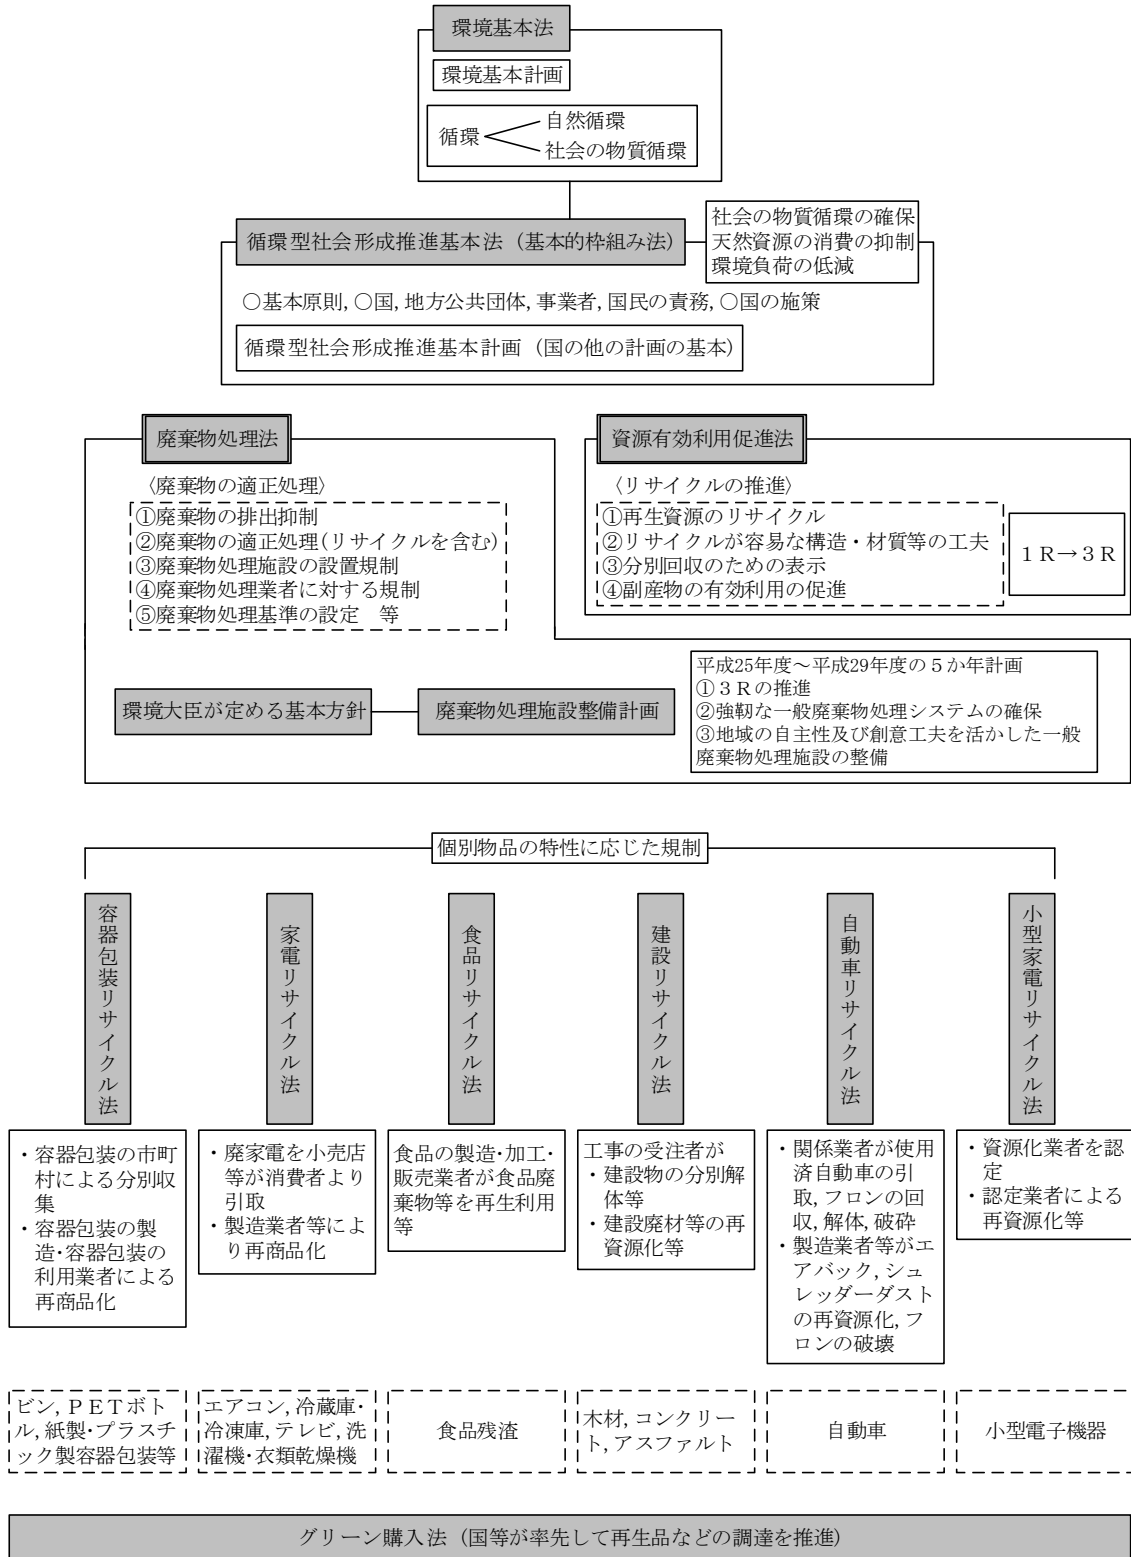 環境基本法
環境基本計画
循環
自然循環
社会の物質循環
循環型社会形成推進基本法（基本的枠組み法）
社会の物質循環の確保
天然資源の消費の抑制
環境負荷の低減
○基本原則, ○国, 地方公共団体, 事業者, 国民の責務, ○国の施策
循環型社会形成推進基本計画（国の他の計画の基本）
廃棄物処理法
〈廃棄物の適正処理〉
①廃棄物の排出抑制
②廃棄物の適正処理(リサイクルを含む)
③廃棄物処理施設の設置規制
④廃棄物処理業者に対する規制
⑤廃棄物処理基準の設定　等
資源有効利用促進法
〈リサイクルの推進〉
①再生資源のリサイクル
②リサイクルが容易な構造・材質等の工夫
③分別回収のための表示
④副産物の有効利用の促進
１Ｒ→３Ｒ
環境大臣が定める基本方針
廃棄物処理施設整備計画
平成25年度～平成29年度の５か年計画
①３Ｒの推進
②強靭な一般廃棄物処理システムの確保
③地域の自主性及び創意工夫を活かした一般
廃棄物処理施設の整備
個別物品の特性に応じた規制
容器包装リサイクル法
家電リサイクル法
食品リサイクル法
建設リサイクル法
自動車リサイクル法
小型家電リサイクル法
・容器包装の市町
村による分別収
集
・容器包装の製
造・容器包装の
利用業者による
再商品化
・廃家電を小売店
等が消費者より
引取
・製造業者等によ
り再商品化
食品の製造・加工・
販売業者が食品廃
棄物等を再生利用
等
工事の受注者が
・建設物の分別解
体等
・建設廃材等の再
資源化等
・関係業者が使用
済自動車の引
取, フロンの回
収, 解体, 破砕
・製造業者等がエ
アバック, シュ
レッダーダスト
の再資源化, フ
ロンの破壊
・資源化業者を認
定
・認定業者による
再資源化等
ビン, ＰＥＴボト
ル, 紙製・プラスチ
ック製容器包装等
エアコン, 冷蔵庫・
冷凍庫, テレビ, 洗
濯機・衣類乾燥機
食品残渣
木材, コンクリー
ト, アスファルト
自動車
小型電子機器
グリーン購入法（国等が率先して再生品などの調達を推進）